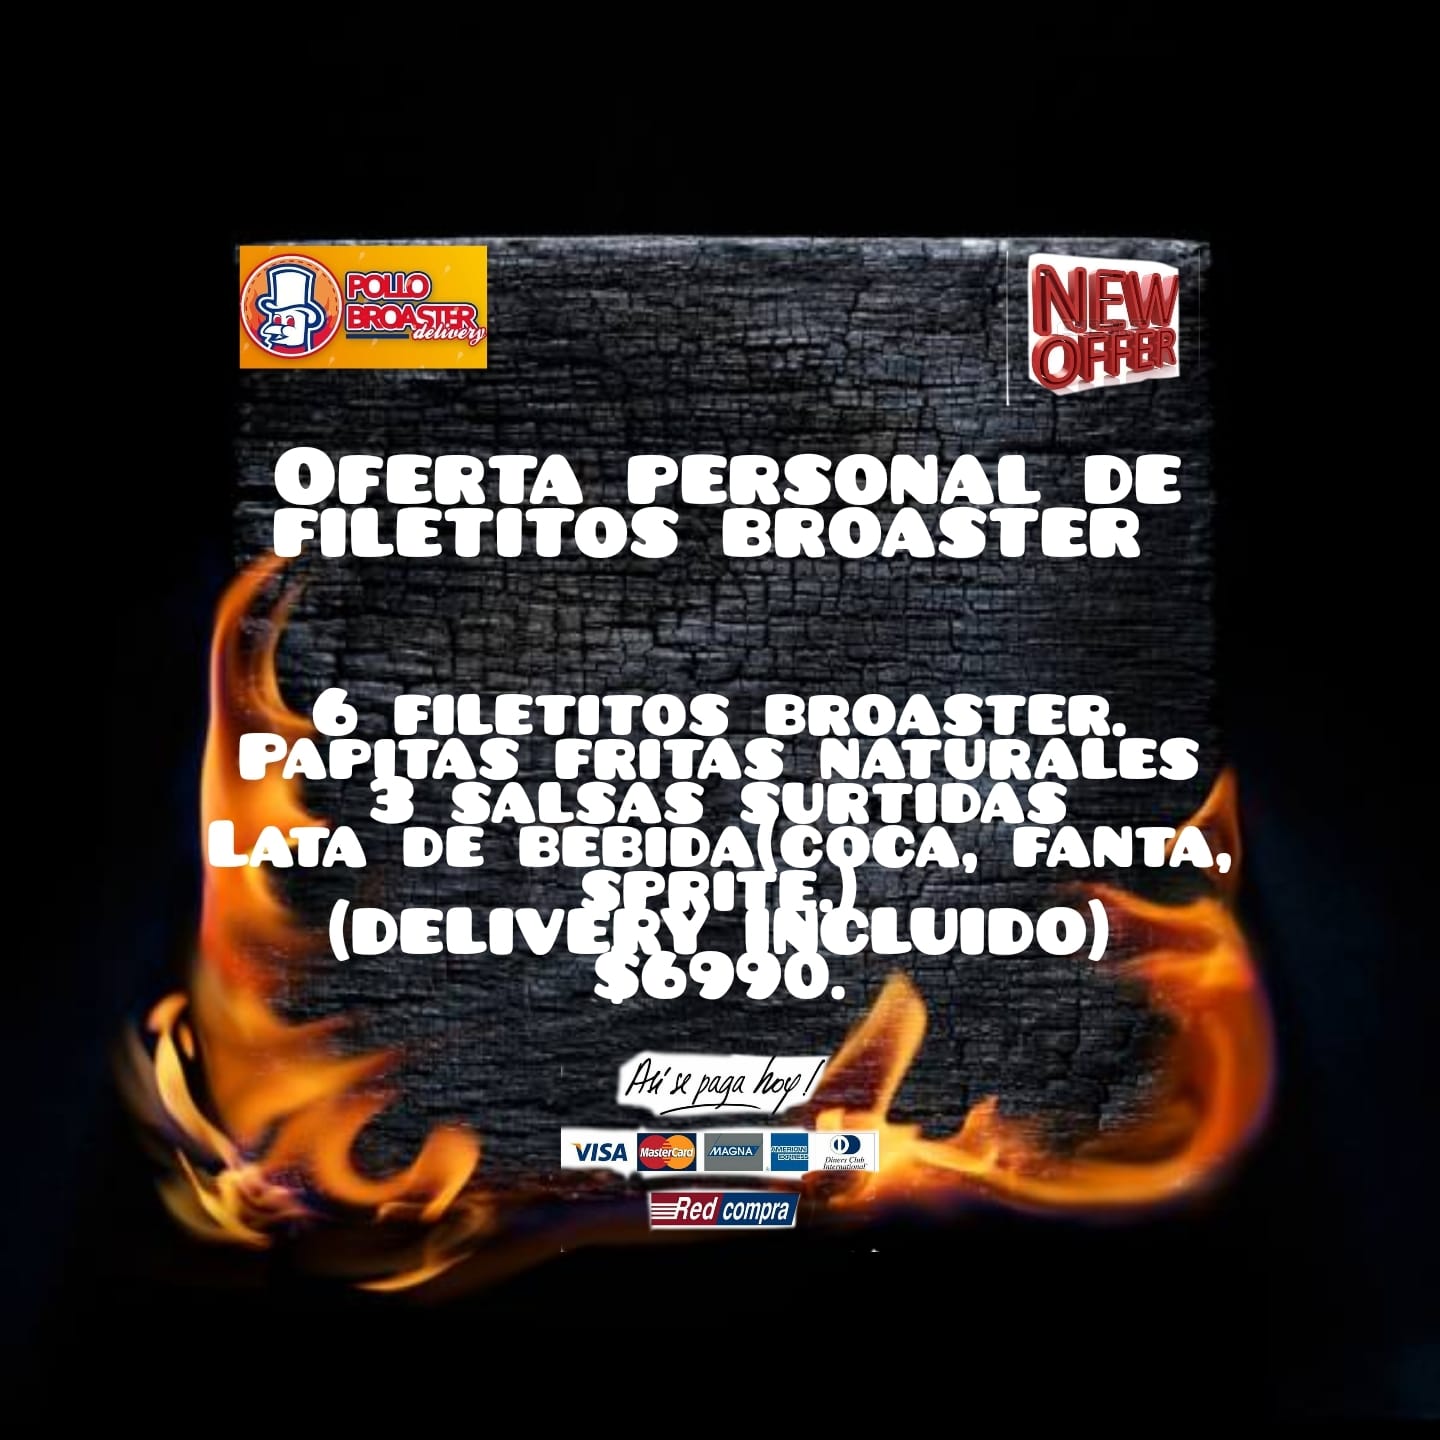 POLLO
BROASTER
delivery
NEW
OFFER
Oferta personal de
filetitos broaster
6 filetitos broaster.
Papitas fritas naturales
3 salsas surtidas
Lata de bebida(coca, fanta,
sprite.)
(delivery incluido)
$6990.
Así se paga hoy!
VISA MasterCard MAGNA AMERICAN EXPRESS Diners Club International
Redcompra